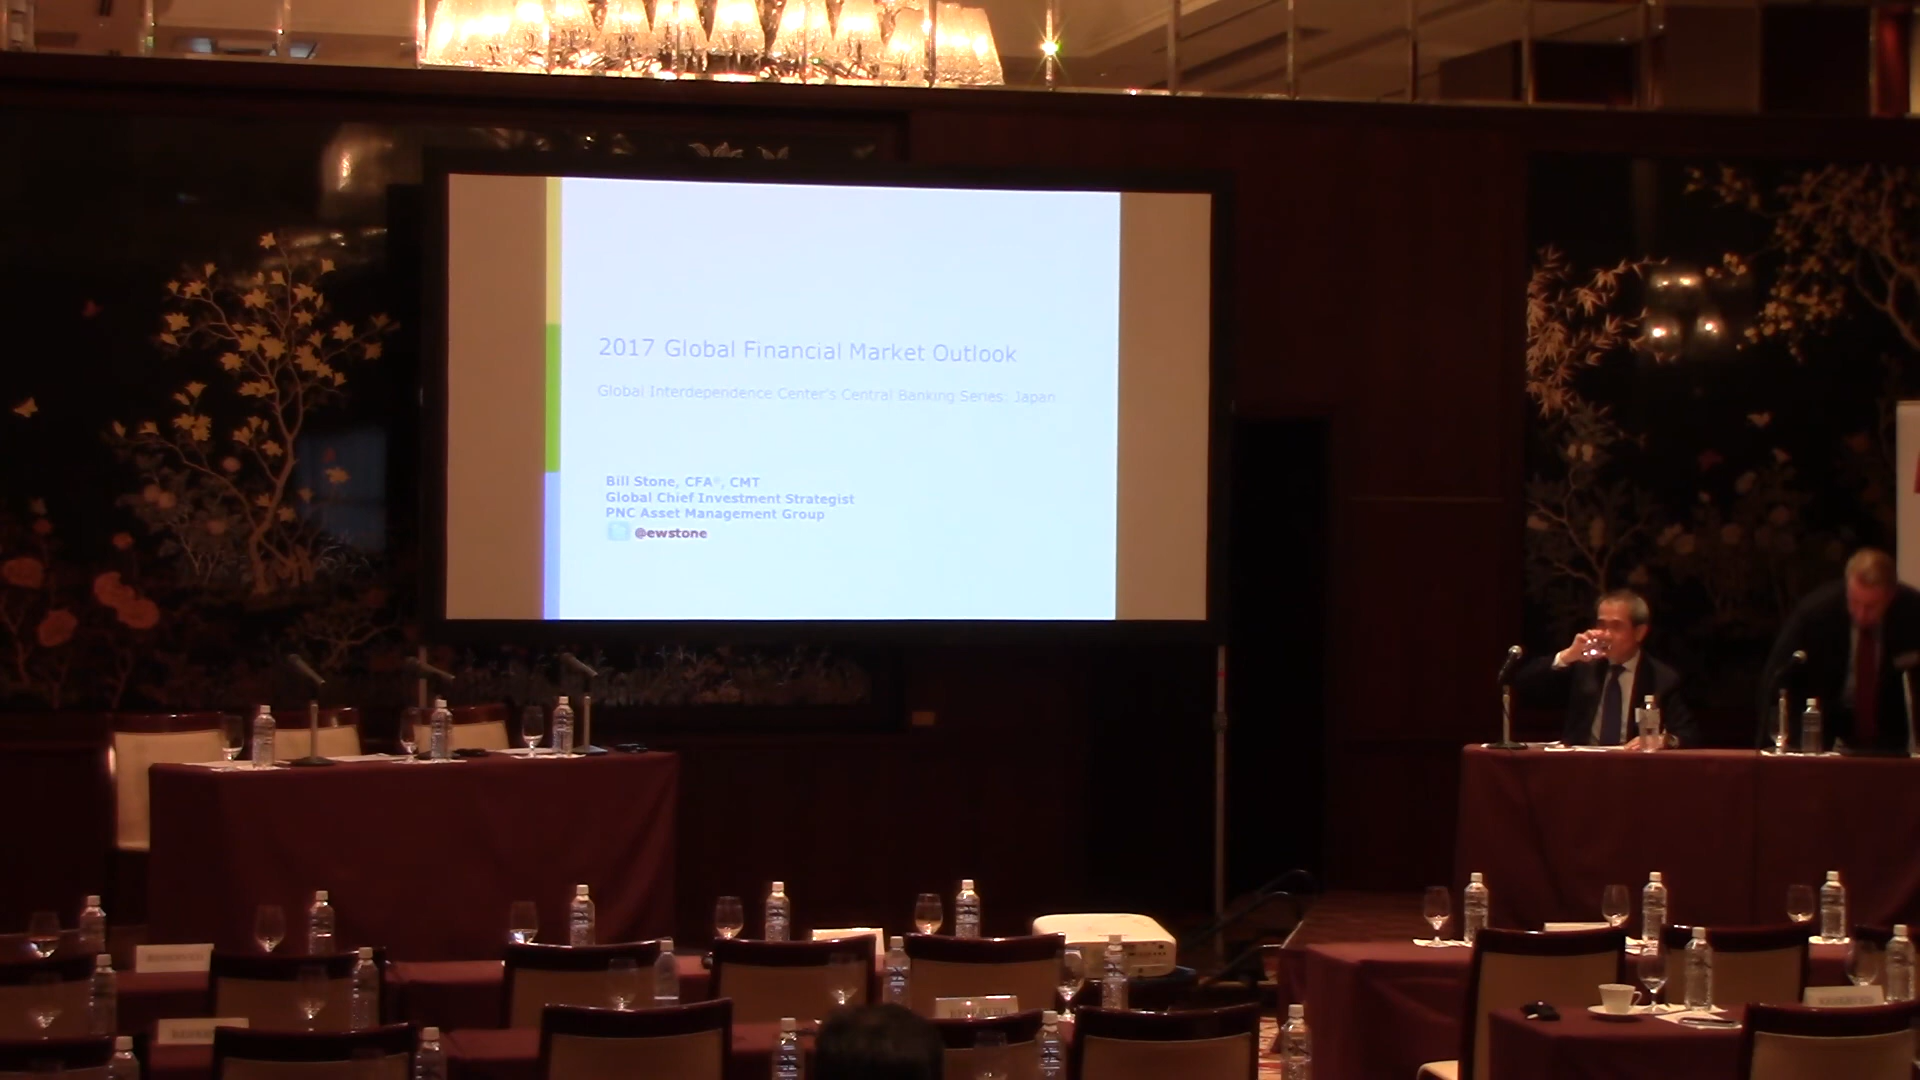 2017 Global Financial Market Outlook
Global Interdependence Center's Central Banking Series: Japan
Bill Stone, CFA®, CMT
Global Chief Investment Strategist
PNC Asset Management Group
@ewstone